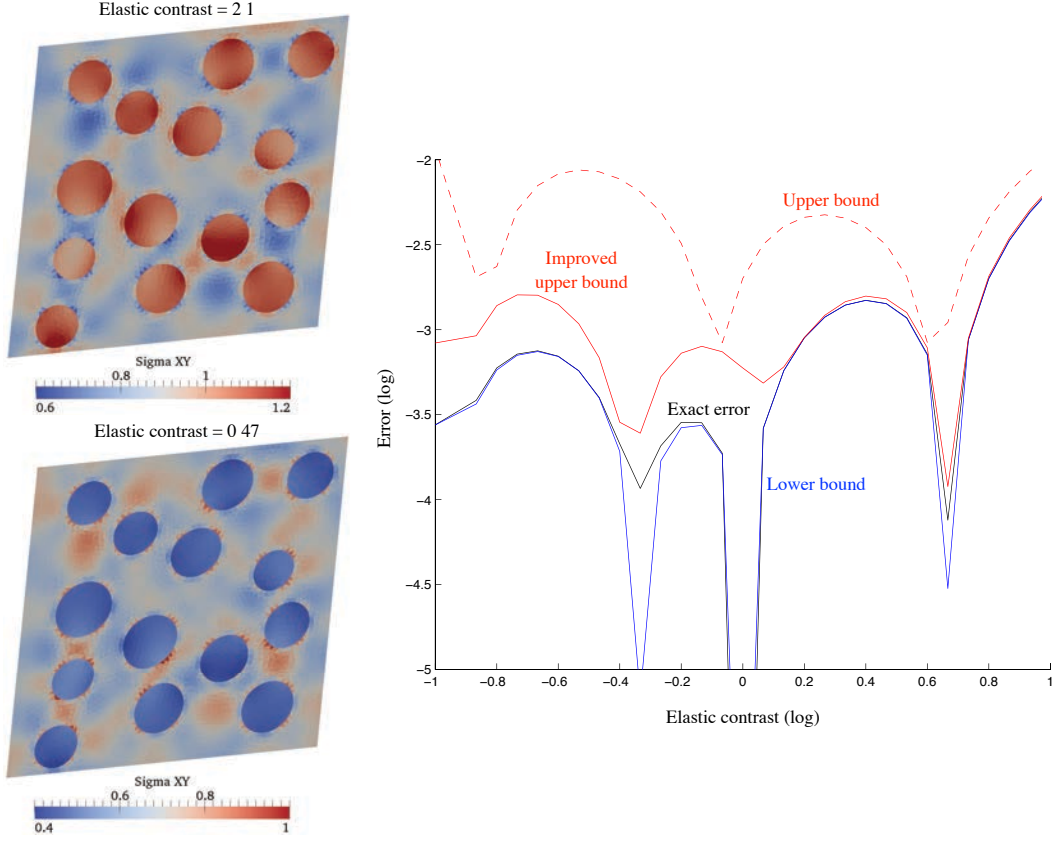 Elastic contrast = 2 1
Sigma XY
0.8 1
0.6 1.2
Elastic contrast = 0 47
Sigma XY
0.6 0.8
0.4 1
−2
−2.5
−3
−3.5
−4
−4.5
−5
Error (log)
Upper bound
Improved
upper bound
Exact error
Lower bound
−1 −0.8 −0.6 −0.4 −0.2 0 0.2 0.4 0.6 0.8 1
Elastic contrast (log)